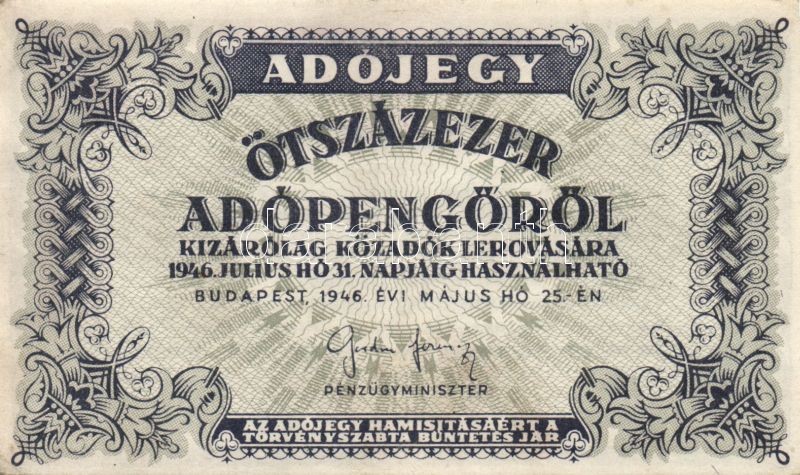 ADÓJEGY
ÖTSZÁZEZER
ADÓPENGŐRŐL
KIZÁRÓLAG KÖZADÓK LEROVÁSÁRA
1946. JULIUS HÓ 31. NAPJÁIG HASZNÁLHATÓ
BUDAPEST, 1946. ÉVI MÁJUS HÓ 25.-ÉN
PÉNZÜGYMINISZTER
AZ ADÓJEGY HAMISITÁSÁÉRT A
TÖRVÉNYSZABTA BÜNTETÉS JÁR